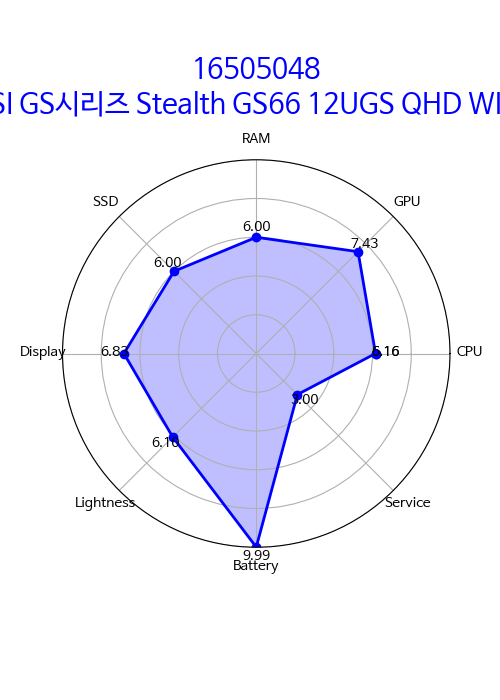 16505048
SI GS시리즈 Stealth GS66 12UGS QHD WI
RAM
SSD
GPU
6.00
7.43
6.00
Display
6.83
6.16
CPU
3.00
6.10
Lightness
Service
9.99
Battery